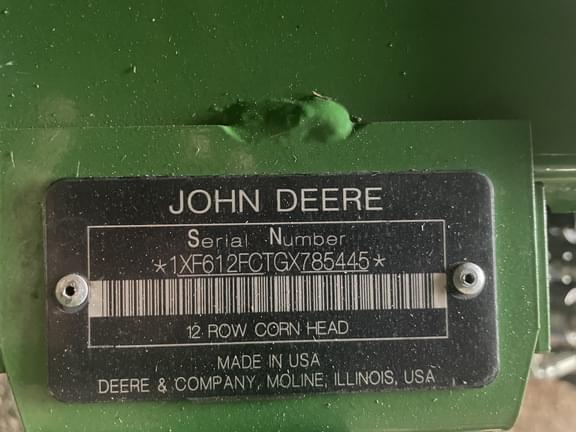 JOHN DEERE
Serial Number
*1XF612FCTGX785445*
12 ROW CORN HEAD
MADE IN USA
DEERE & COMPANY, MOLINE, ILLINOIS, USA